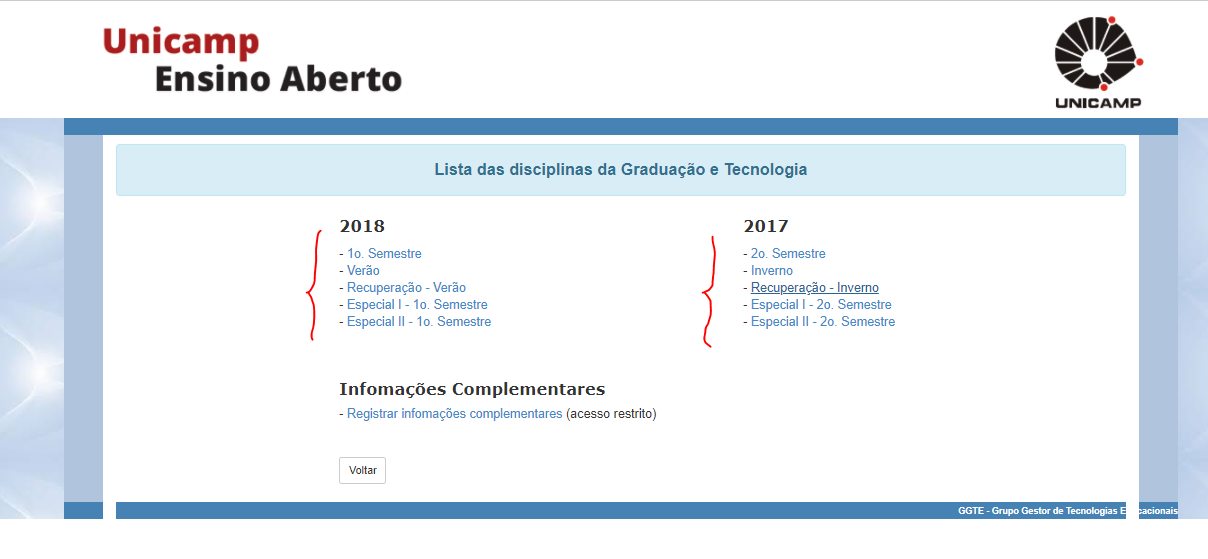 Unicamp
Ensino Aberto
UNICAMP
Lista das disciplinas da Graduação e Tecnologia
2018
- 1o. Semestre
- Verão
- Recuperação - Verão
- Especial I - 1o. Semestre
- Especial II - 1o. Semestre
2017
- 2o. Semestre
- Inverno
- Recuperação - Inverno
- Especial I - 2o. Semestre
- Especial II - 2o. Semestre
Infomações Complementares
- Registrar infomações complementares (acesso restrito)
Voltar
GGTE - Grupo Gestor de Tecnologias E cacionais